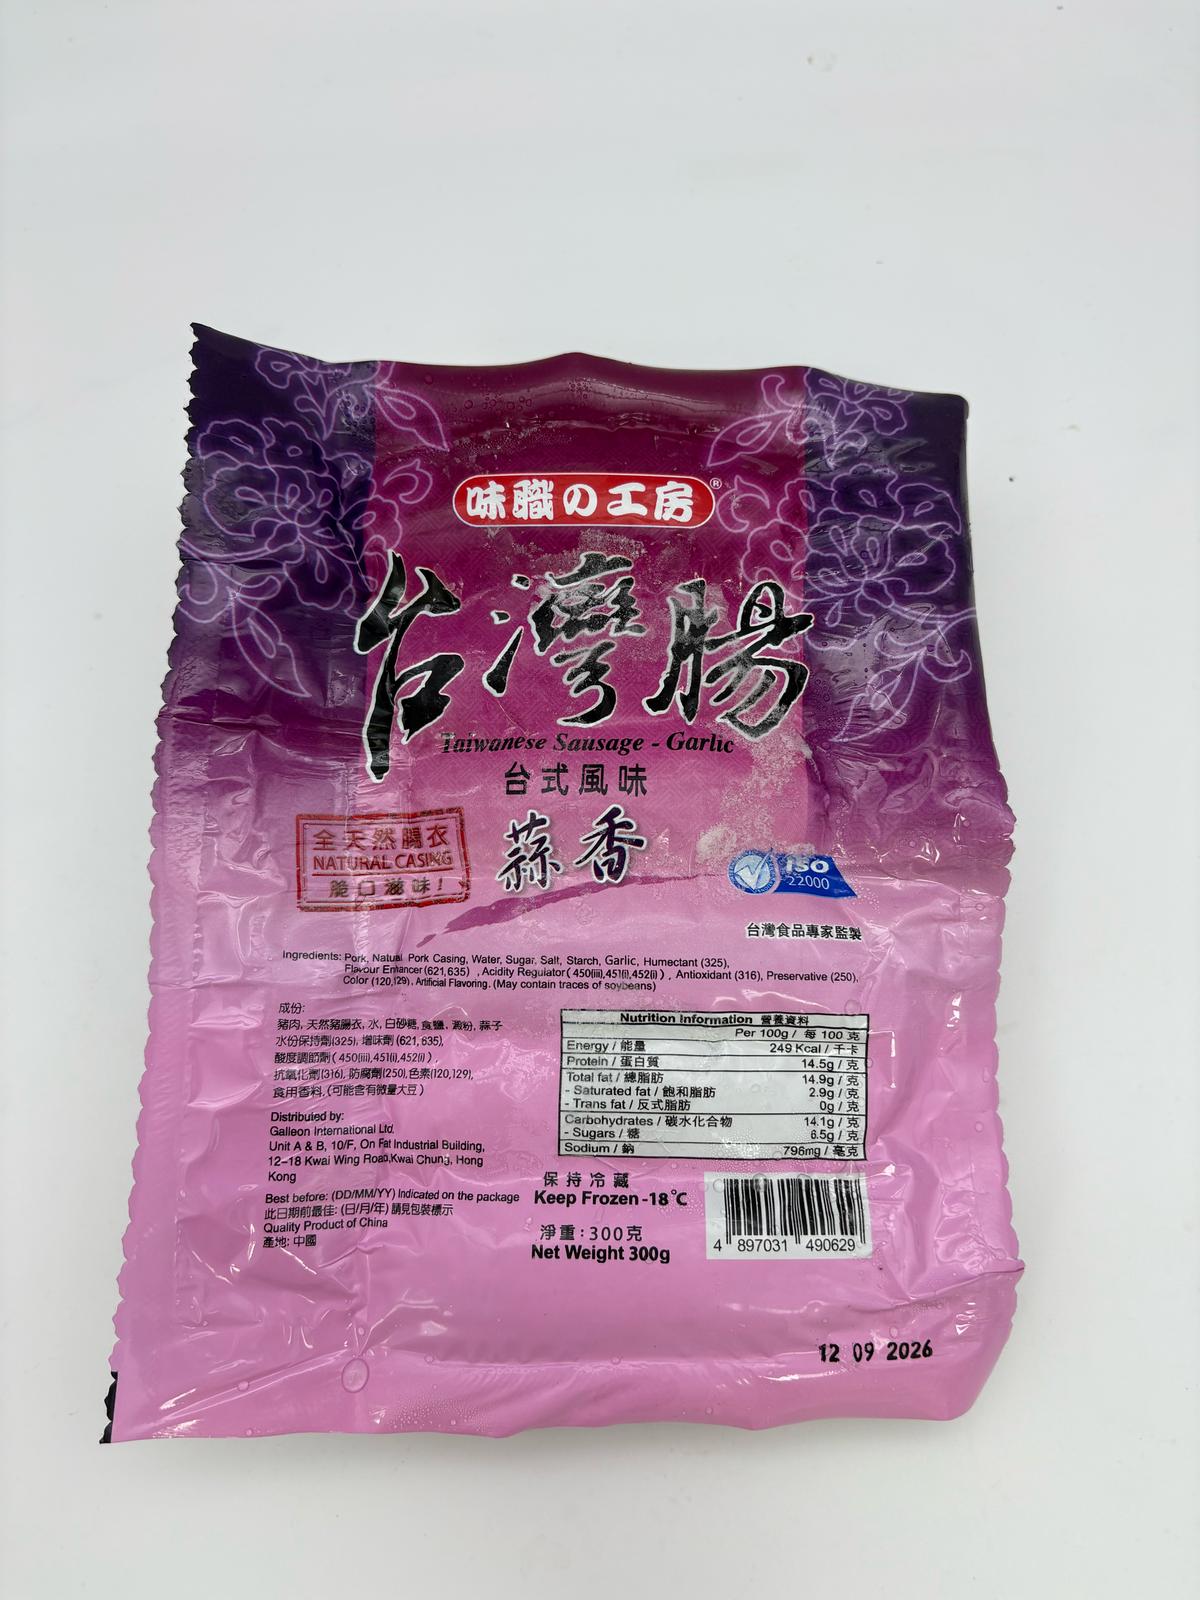 味職の工房®
台灣腸
Taiwanese Sausage - Garlic
台式風味
蒜香
全天然腸衣
NATURAL CASING
脆口滋味!
ISO
22000
台灣食品專家監製
Ingredients: Pork, Natual Pork Casing, Water, Sugar, Salt, Starch, Garlic, Humectant (325),
Flavour Enhancer (621,635) , Acidity Regulator ( 450(iii),451(i),452(i) ) , Antioxidant (316), Preservative (250),
Color (120,129). Artificial Flavoring. (May contain traces of soybeans)
成份:
豬肉, 天然豬腸衣, 水, 白砂糖, 食鹽, 澱粉, 蒜子
水份保持劑(325), 增味劑 (621, 635),
酸度調節劑 ( 450(iii),451(i),452(i) ) ,
抗氧化劑(316), 防腐劑(250),色素(120,129),
食用香料. (可能含有微量大豆)
Distributed by:
Galleon International Ltd.
Unit A & B, 10/F, On Fat Industrial Building,
12-18 Kwai Wing Road,Kwai Chung, Hong
Kong
Best before: (DD/MM/YY) Indicated on the package
此日期前最佳: (日/月/年) 請見包裝標示
Quality Product of China
產地: 中國
Nutrition Information 營養資料
Per 100g / 每 100 克
Energy / 能量 249 Kcal / 千卡
Protein / 蛋白質 14.5g / 克
Total fat / 總脂肪 14.9g / 克
- Saturated fat / 飽和脂肪 2.9g / 克
- Trans fat / 反式脂肪 0g / 克
Carbohydrates / 碳水化合物 14.1g / 克
- Sugars / 糖 6.5g / 克
Sodium / 鈉 796mg / 毫克
保持冷藏
Keep Frozen -18℃
淨重:300克
Net Weight 300g
4 897031 490629
12 09 2026